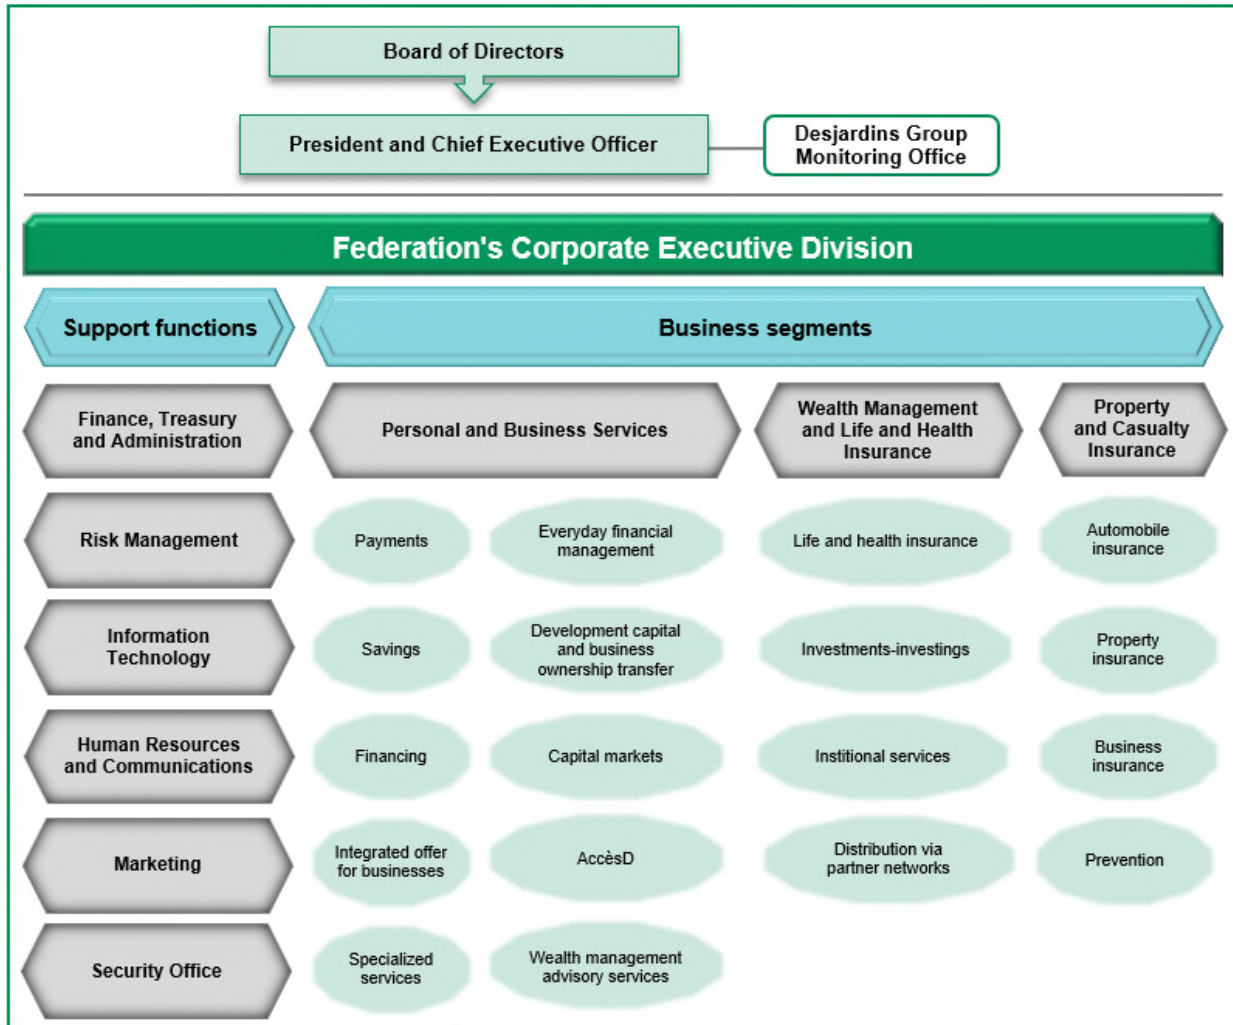 Board of Directors
President and Chief Executive Officer
Desjardins Group
Monitoring Office
Federation's Corporate Executive Division
Support functions
Business segments
Finance, Treasury
and Administration
Personal and Business Services
Wealth Management
and Life and Health
Insurance
Property
and Casualty
Insurance
Risk Management
Payments
Everyday financial
management
Life and health insurance
Automobile
insurance
Information
Technology
Savings
Development capital
and business
ownership transfer
Investments-investing
Property
insurance
Human Resources
and Communications
Financing
Capital markets
Institional services
Business
insurance
Marketing
Integrated offer
for businesses
AccèsD
Distribution via
partner networks
Prevention
Security Office
Specialized
services
Wealth management
advisory services